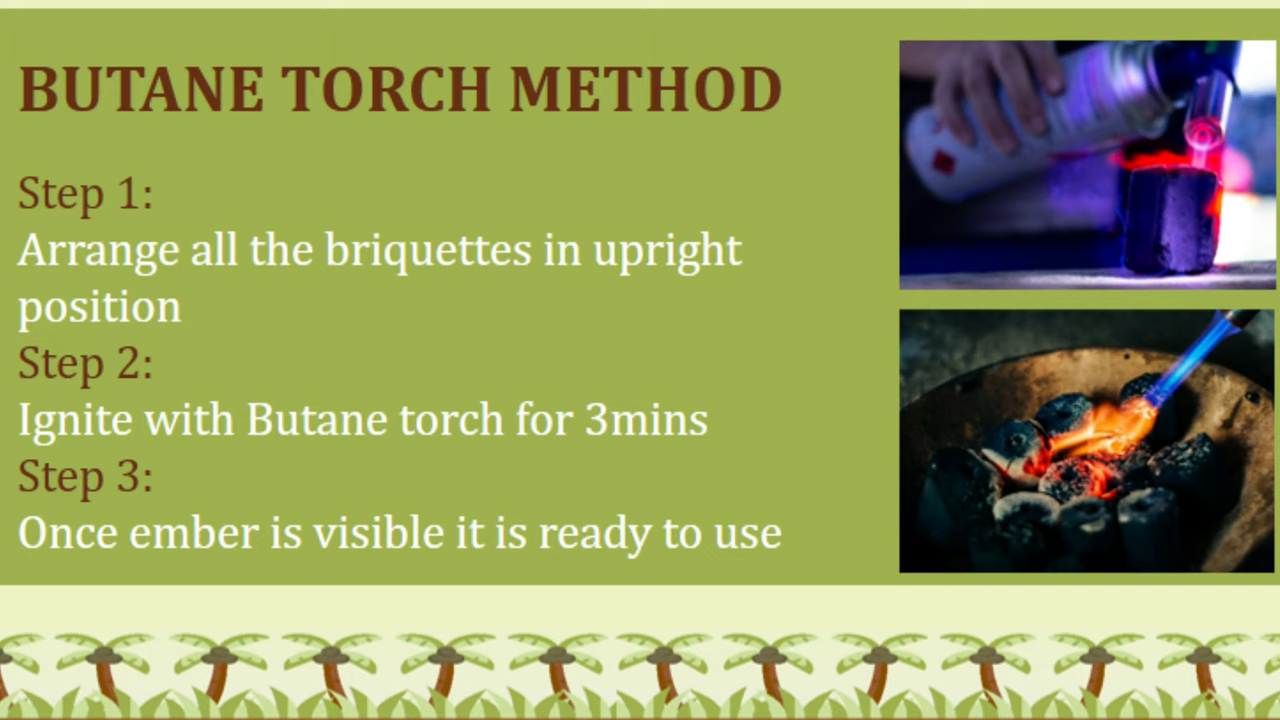 BUTANE TORCH METHOD
Step 1:
Arrange all the briquettes in upright
position
Step 2:
Ignite with Butane torch for 3mins
Step 3:
Once ember is visible it is ready to use